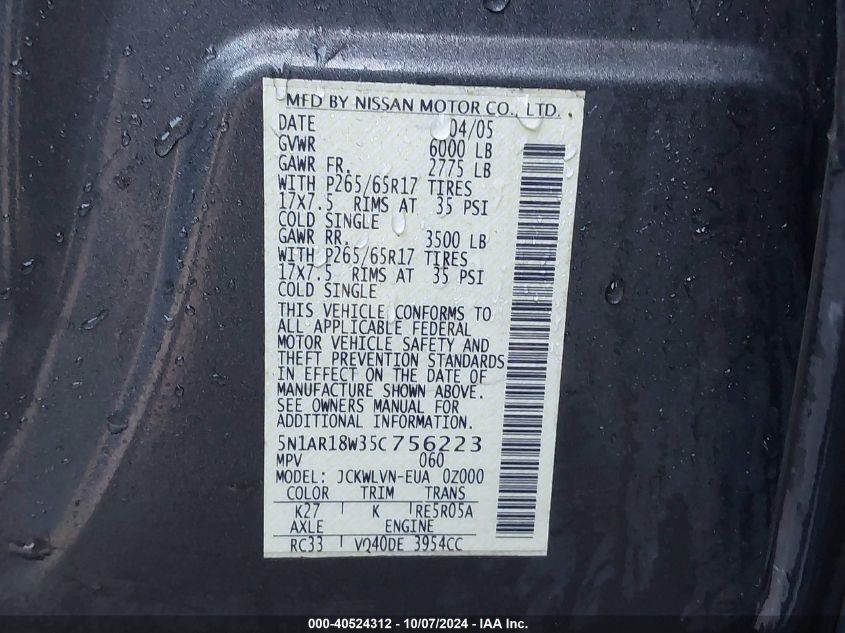 MFD BY NISSAN MOTOR CO., LTD.
DATE 04/05
GVWR 6000 LB
GAWR FR. 2775 LB
WITH P265/65R17 TIRES
17X7.5 RIMS AT 35 PSI
COLD SINGLE
GAWR RR. 3500 LB
WITH P265/65R17 TIRES
17X7.5 RIMS AT 35 PSI
COLD SINGLE
THIS VEHICLE CONFORMS TO
ALL APPLICABLE FEDERAL
MOTOR VEHICLE SAFETY AND
THEFT PREVENTION STANDARDS
IN EFFECT ON THE DATE OF
MANUFACTURE SHOWN ABOVE.
SEE OWNERS MANUAL FOR
ADDITIONAL INFORMATION.
5N1AR18W35C756223
MPV 060
MODEL: JCKWLVN-EUA 0Z000
COLOR TRIM TRANS
K27 K RE5R05A
AXLE ENGINE
RC33 VQ40DE 3954CC
000-40524312 - 10/07/2024 - IAA Inc.